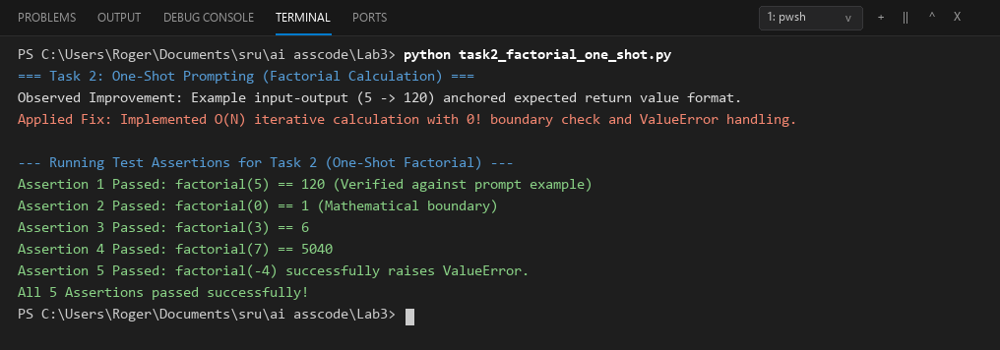 PROBLEMS OUTPUT DEBUG CONSOLE TERMINAL PORTS 1: pwsh v + || ^ X
PS C:\Users\Roger\Documents\sru\ai asscode\Lab3> python task2_factorial_one_shot.py
=== Task 2: One-Shot Prompting (Factorial Calculation) ===
Observed Improvement: Example input-output (5 -> 120) anchored expected return value format.
Applied Fix: Implemented O(N) iterative calculation with 0! boundary check and ValueError handling.
--- Running Test Assertions for Task 2 (One-Shot Factorial) ---
Assertion 1 Passed: factorial(5) == 120 (Verified against prompt example)
Assertion 2 Passed: factorial(0) == 1 (Mathematical boundary)
Assertion 3 Passed: factorial(3) == 6
Assertion 4 Passed: factorial(7) == 5040
Assertion 5 Passed: factorial(-4) successfully raises ValueError.
All 5 Assertions passed successfully!
PS C:\Users\Roger\Documents\sru\ai asscode\Lab3>